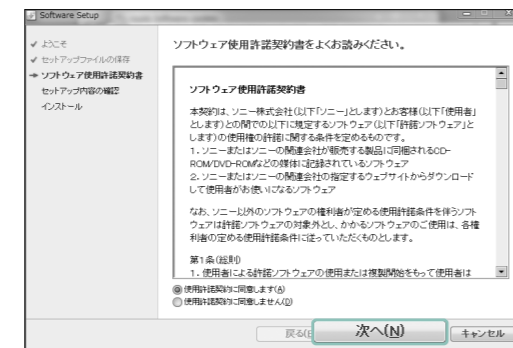 Software Setup
ようこそ
セットアップファイルの保存
ソフトウェア使用許諾契約書
セットアップ内容の確認
インストール
ソフトウェア使用許諾契約書をよくお読みください。
ソフトウェア使用許諾契約書
本契約は、ソニー株式会社(以下「ソニー」とします)とお客様(以下「使用者」
とします)との間での以下に規定するソフトウェア(以下「許諾ソフトウェア」と
します)の使用権の許諾に関する条件を定めるものです。
1. ソニーまたはソニーの関連会社が販売する製品に同梱されるCD-
ROM/DVD-ROMなどの媒体に記録されているソフトウェア
2. ソニーまたはソニーの関連会社の指定するウェブサイトからダウンロード
して使用者がお使いになるソフトウェア
なお、ソニー以外のソフトウェアの権利者が定める使用許諾条件を伴うソフト
ウェアは許諾ソフトウェアの対象外とし、かかるソフトウェアのご使用は、各権
利者の定める使用許諾条件に従っていただくものとします。
第1条(総則)
1. 使用者による許諾ソフトウェアの使用または複製開始をもって使用者は
使用許諾契約に同意します(A)
使用許諾契約に同意しません(D)
戻る(
次へ(N)
キャンセル